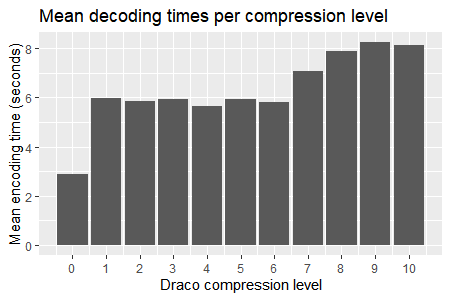 Mean decoding times per compression level
Mean encoding time (seconds)
8
6
4
2
0
0 1 2 3 4 5 6 7 8 9 10
Draco compression level